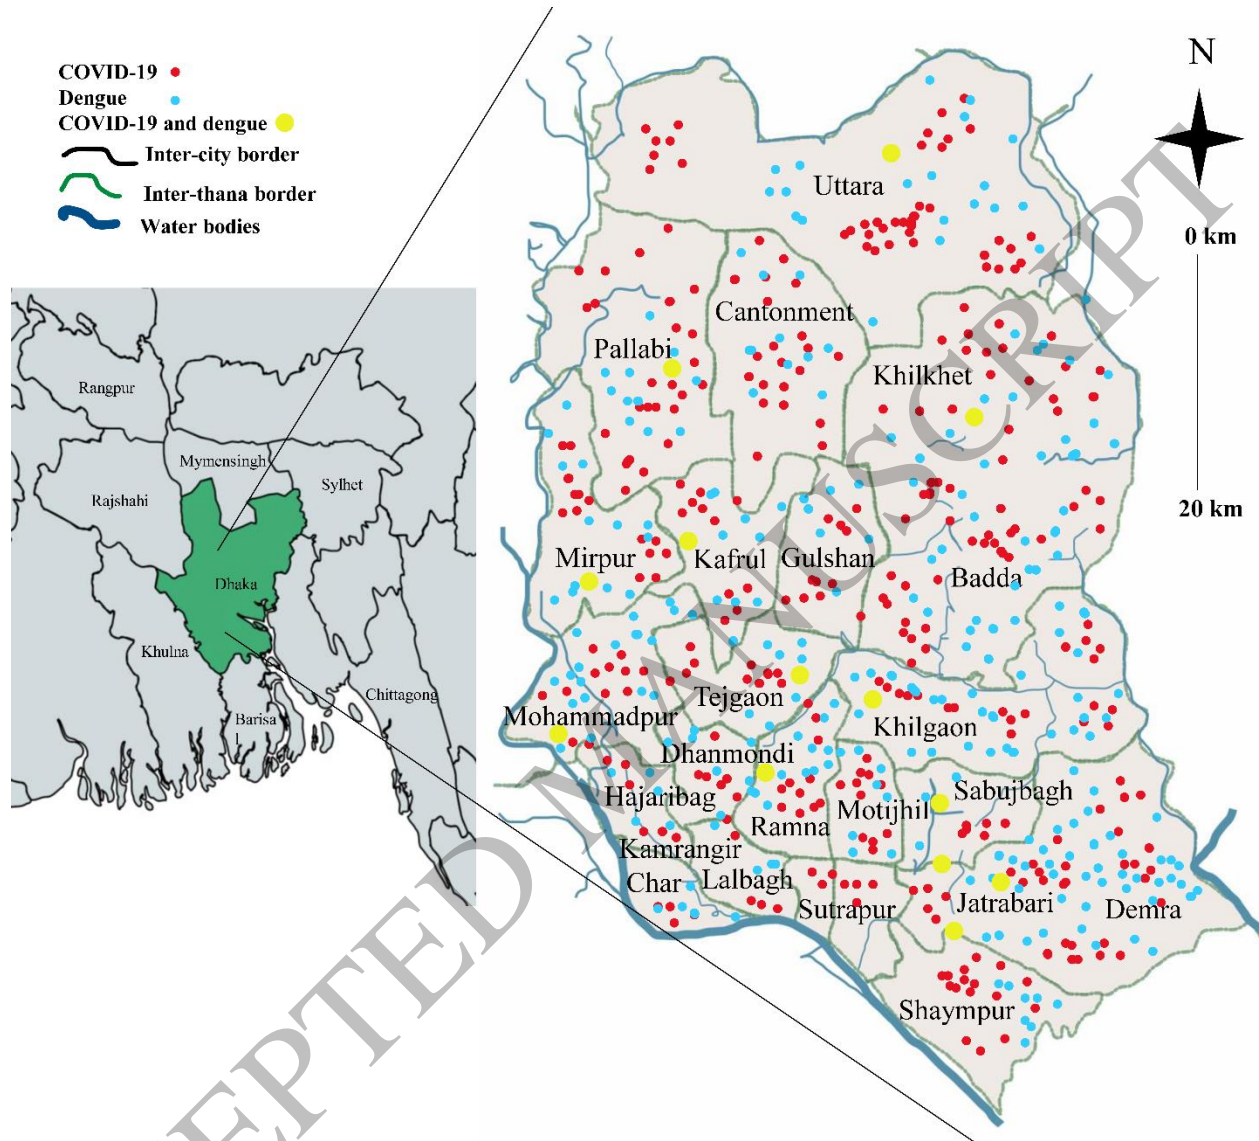 COVID-19
Dengue
COVID-19 and dengue
Inter-city border
Inter-thana border
Water bodies
N
0 km
20 km
Rangpur
Mymensingh
Sylhet
Rajshahi
Dhaka
Khulna
Chittagong
Barisa
l
Uttara
Cantonment
Pallabi
Khilkhet
Mirpur
Kafrul
Gulshan
Badda
Tejgaon
Mohammadpur
Khilgaon
Dhanmondi
Hajaribag
Sabujbagh
Motijhil
Ramna
Kamrangir
Char
Lalbagh
Sutrapur
Jatrabari
Demra
Shaympur
EPTED MANUSCRIPT